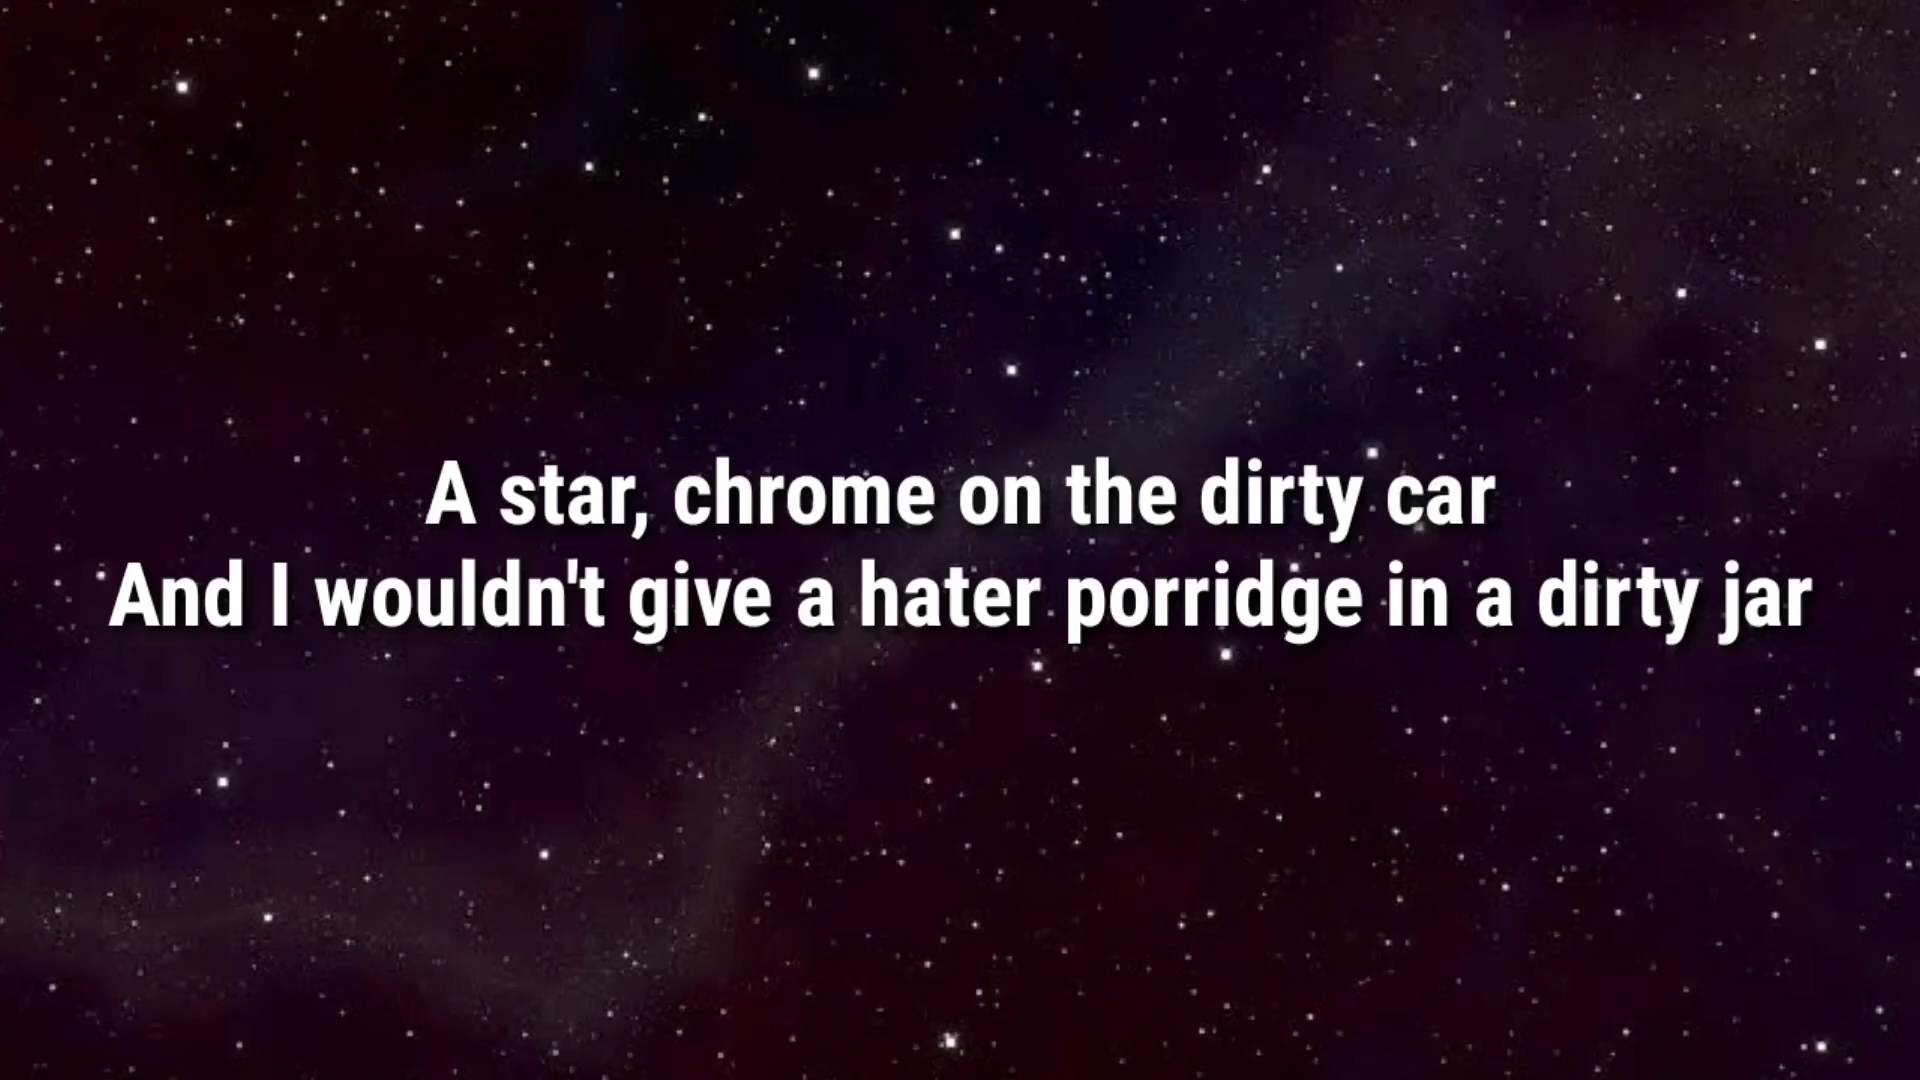 A star, chrome on the dirty car
And I wouldn't give a hater porridge in a dirty jar